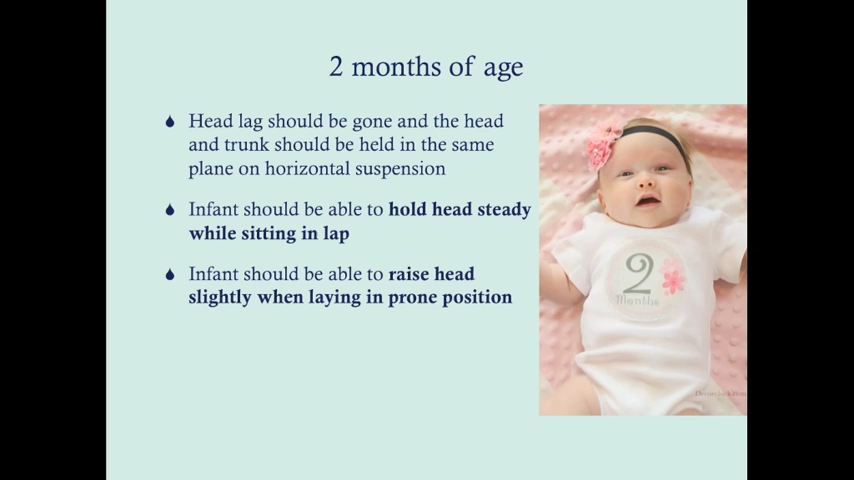 2 months of age
Head lag should be gone and the head
and trunk should be held in the same
plane on horizontal suspension
Infant should be able to hold head steady
while sitting in lap
Infant should be able to raise head
slightly when laying in prone position
2
Months